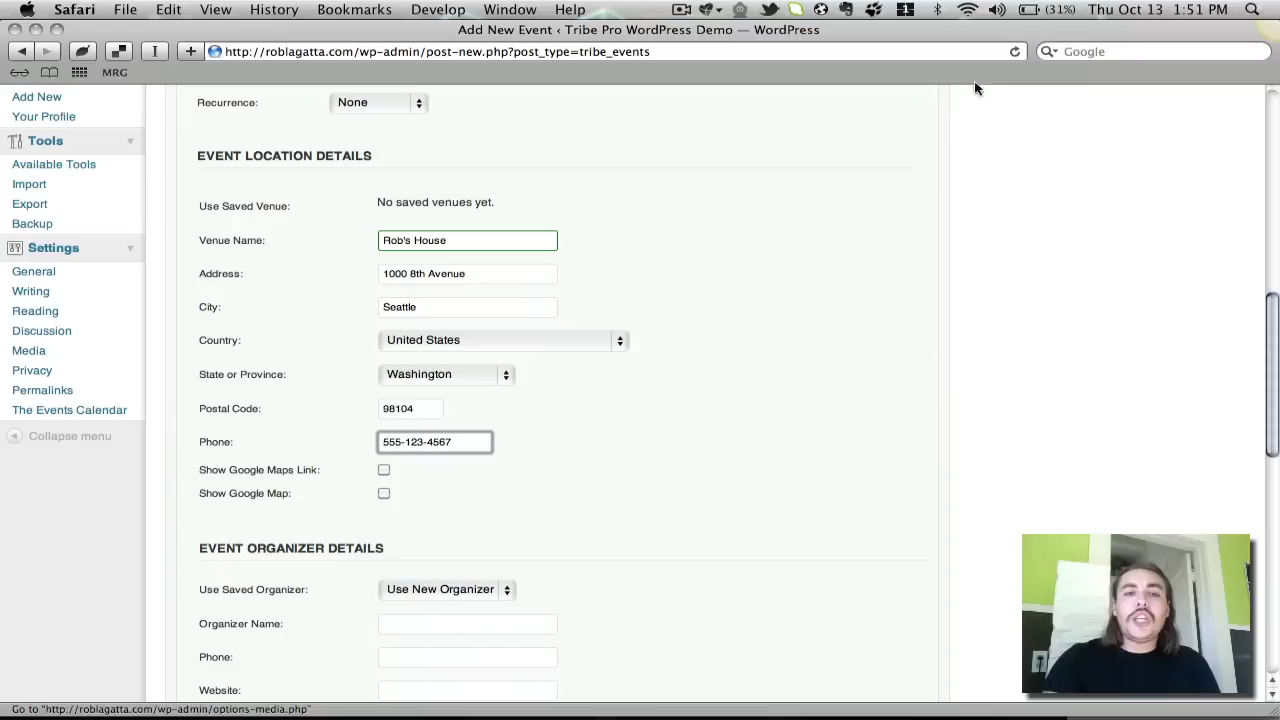 Safari File Edit View History Bookmarks Develop Window Help (31%) Thu Oct 13 1:51 PM
Add New Event ‹ Tribe Pro WordPress Demo — WordPress
http://roblagatta.com/wp-admin/post-new.php?post_type=tribe_events
Google
MRG
Add New
Your Profile
Tools
Available Tools
Import
Export
Backup
Settings
General
Writing
Reading
Discussion
Media
Privacy
Permalinks
The Events Calendar
Collapse menu
Recurrence: None
EVENT LOCATION DETAILS
Use Saved Venue: No saved venues yet.
Venue Name: Rob's House
Address: 1000 8th Avenue
City: Seattle
Country: United States
State or Province: Washington
Postal Code: 98104
Phone: 555-123-4567
Show Google Maps Link:
Show Google Map:
EVENT ORGANIZER DETAILS
Use Saved Organizer: Use New Organizer
Organizer Name:
Phone:
Website:
Go to "http://roblagatta.com/wp-admin/options-media.php"